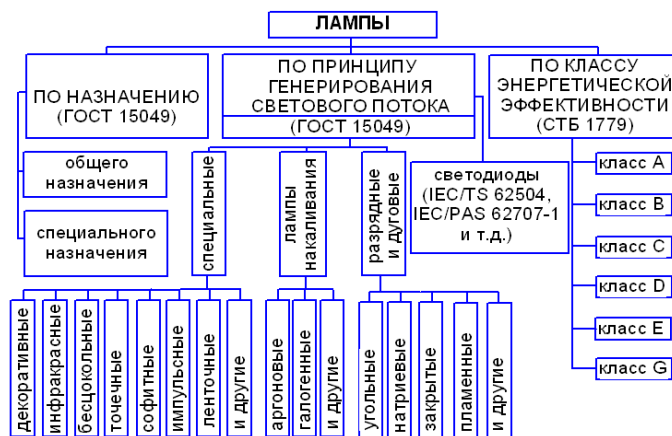 ЛАМПЫ
ПО НАЗНАЧЕНИЮ
(ГОСТ 15049)
общего
назначения
специального
назначения
ПО ПРИНЦИПУ
ГЕНЕРИРОВАНИЯ
СВЕТОВОГО ПОТОКА
(ГОСТ 15049)
специальные
декоративные
инфракрасные
бесцокольные
точечные
софитные
импульсные
ленточные
и другие
лампы
накаливания
аргоновые
галогенные
и другие
разрядные
и дуговые
угольные
натриевые
закрытые
пламенные
и другие
светодиоды
(IEC/TS 62504,
IEC/PAS 62707-1
и т.д.)
ПО КЛАССУ
ЭНЕРГЕТИЧЕСКОЙ
ЭФФЕКТИВНОСТИ
(СТБ 1779)
класс A
класс B
класс C
класс D
класс E
класс G